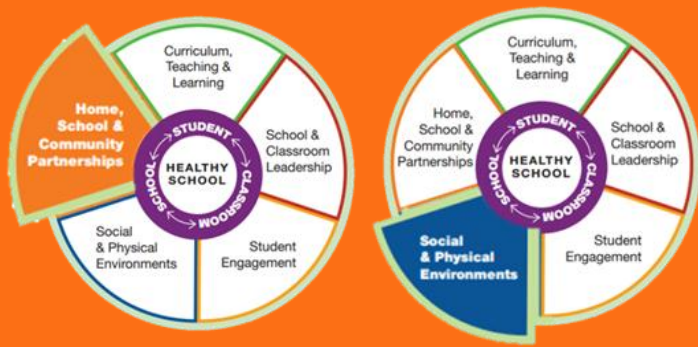 Curriculum,
Teaching &
Learning
Home,
School &
Community
Partnerships
School &
Classroom
Leadership
STUDENT
CLASSROOM
SCHOOL
HEALTHY
SCHOOL
Social
& Physical
Environments
Student
Engagement
Curriculum,
Teaching &
Learning
Home,
School &
Community
Partnerships
School &
Classroom
Leadership
STUDENT
CLASSROOM
SCHOOL
HEALTHY
SCHOOL
Social
& Physical
Environments
Student
Engagement